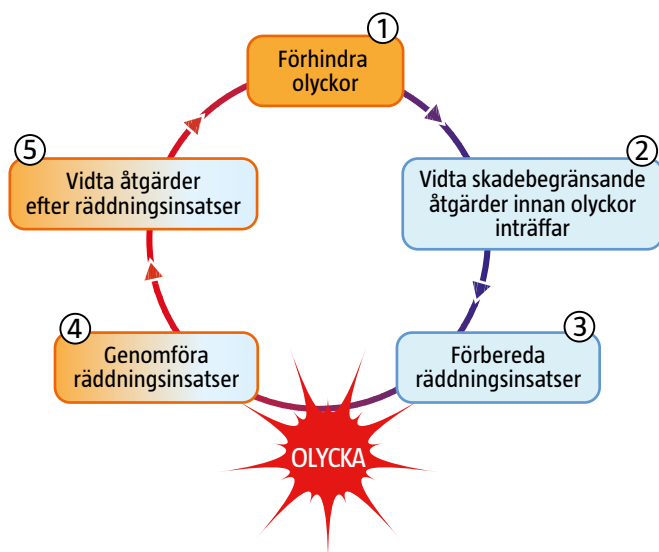 1
Förhindra
olyckor
2
Vidta skadebegränsande
åtgärder innan olyckor
inträffar
3
Förbereda
räddningsinsatser
OLYCKA
4
Genomföra
räddningsinsatser
5
Vidta åtgärder
efter räddningsinsatser